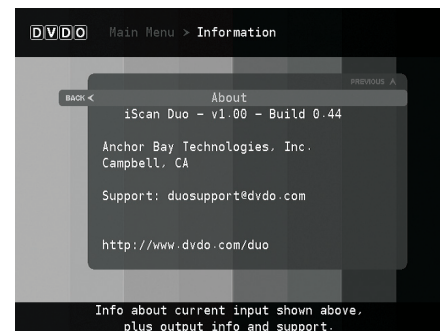 DVDO Main Menu > Information
PREVIOUS
BACK About
iScan Duo - v1.00 - Build 0.44
Anchor Bay Technologies, Inc.
Campbell, CA
Support: duosupport@dvdo.com
http://www.dvdo.com/duo
Info about current input shown above,
plus output info and support.